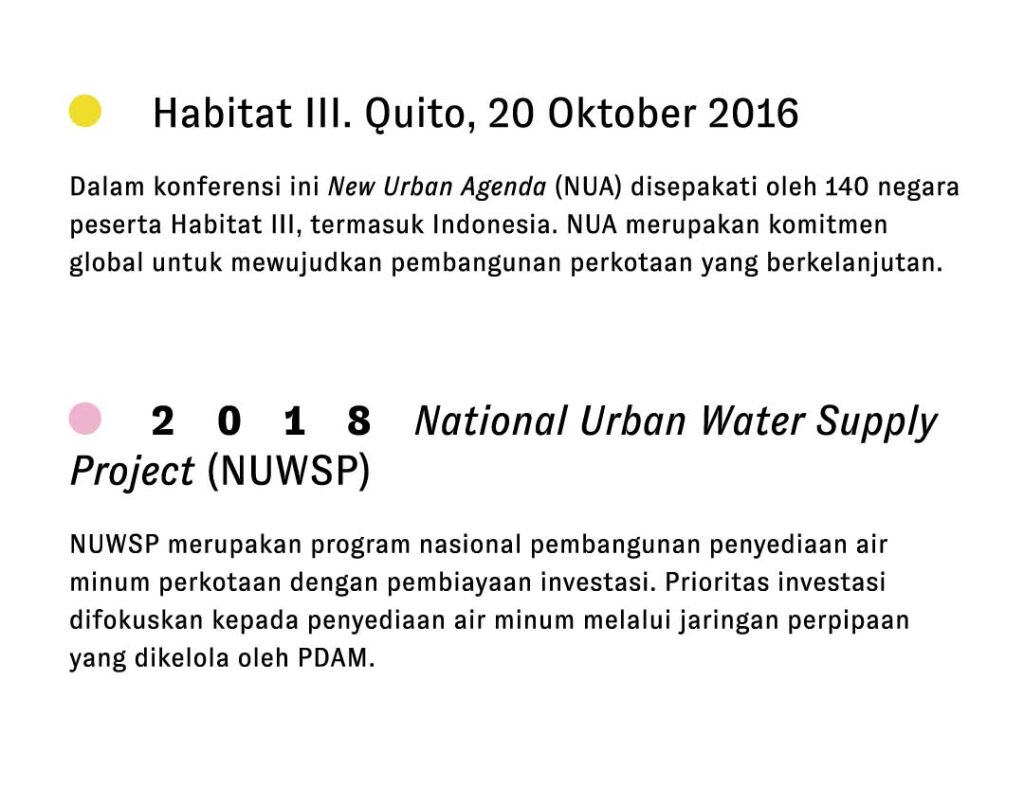 Habitat III. Quito, 20 Oktober 2016
Dalam konferensi ini New Urban Agenda (NUA) disepakati oleh 140 negara
peserta Habitat III, termasuk Indonesia. NUA merupakan komitmen
global untuk mewujudkan pembangunan perkotaan yang berkelanjutan.
2018 National Urban Water Supply
Project (NUWSP)
NUWSP merupakan program nasional pembangunan penyediaan air
minum perkotaan dengan pembiayaan investasi. Prioritas investasi
difokuskan kepada penyediaan air minum melalui jaringan perpipaan
yang dikelola oleh PDAM.